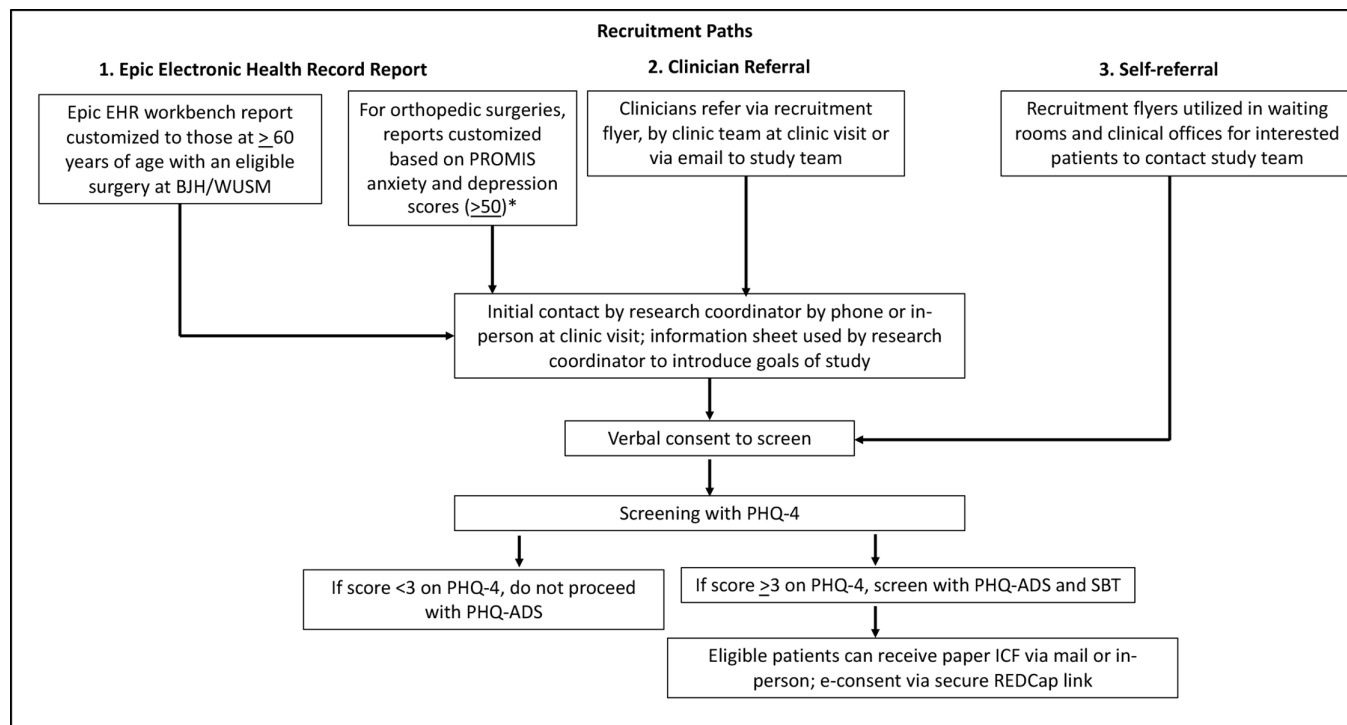 Recruitment Paths
1. Epic Electronic Health Record Report
2. Clinician Referral
3. Self-referral
Epic EHR workbench report
customized to those at > 60
years of age with an eligible
surgery at BJH/WUSM
For orthopedic surgeries,
reports customized
based on PROMIS
anxiety and depression
scores (>50)*
Clinicians refer via recruitment
flyer, by clinic team at clinic visit or
via email to study team
Recruitment flyers utilized in waiting
rooms and clinical offices for interested
patients to contact study team
Initial contact by research coordinator by phone or in-
person at clinic visit; information sheet used by research
coordinator to introduce goals of study
Verbal consent to screen
Screening with PHQ-4
If score <3 on PHQ-4, do not proceed
with PHQ-ADS
If score >3 on PHQ-4, screen with PHQ-ADS and SBT
Eligible patients can receive paper ICF via mail or in-
person; e-consent via secure REDCap link